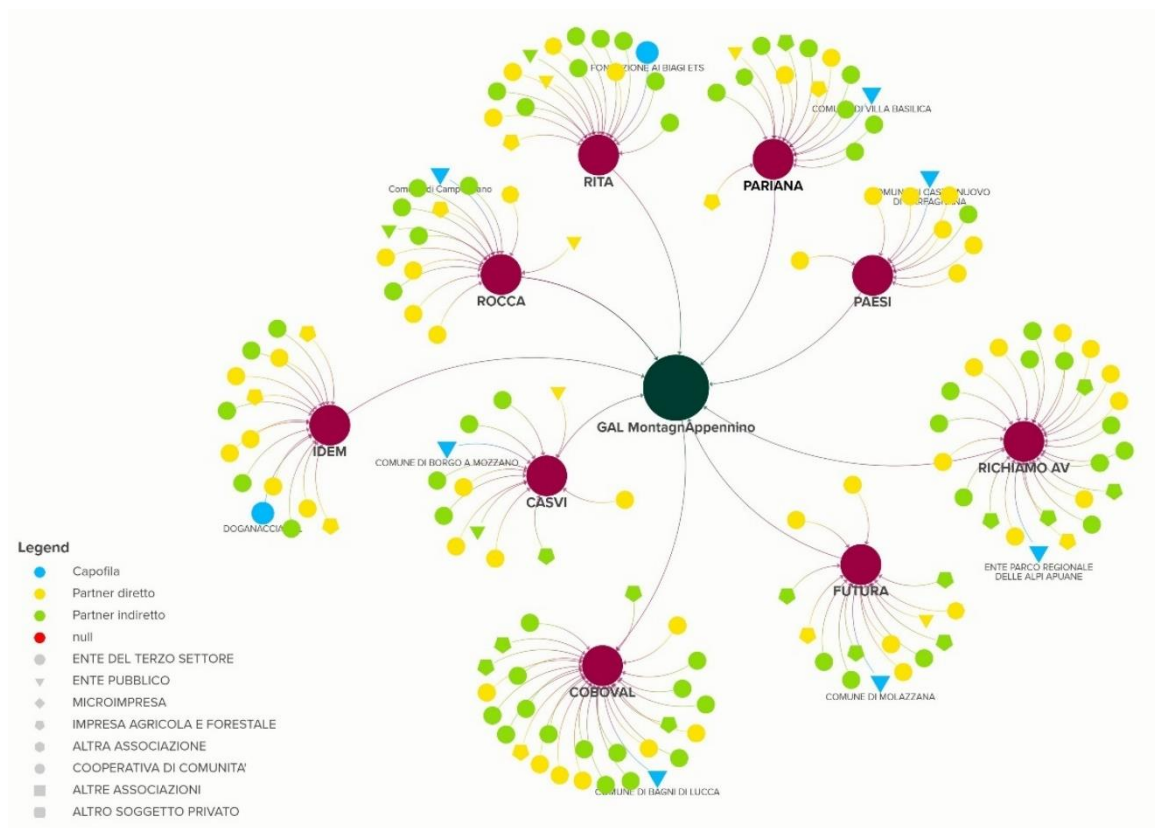 FONDAZIONE AI BIAGI ETS
RITA
COMUNE DI VILLA BASILICA
PARIANA
Comune di Camporgiano
ROCCA
COMUNE DI CASTELNUOVO
DI GARFAGNANA
PAESI
GAL MontagnAppennino
IDEM
DOGANACCIA
COMUNE DI BORGO A MOZZANO
CASVI
RICHIAMO AV
ENTE PARCO REGIONALE
DELLE ALPI APUANE
FUTURA
COMUNE DI MOLAZZANA
COBOVAL
COMUNE DI BAGNI DI LUCCA
Legend
Capofila
Partner diretto
Partner indiretto
null
ENTE DEL TERZO SETTORE
ENTE PUBBLICO
MICROIMPRESA
IMPRESA AGRICOLA E FORESTALE
ALTRA ASSOCIAZIONE
COOPERATIVA DI COMUNITA'
ALTRE ASSOCIAZIONI
ALTRO SOGGETTO PRIVATO